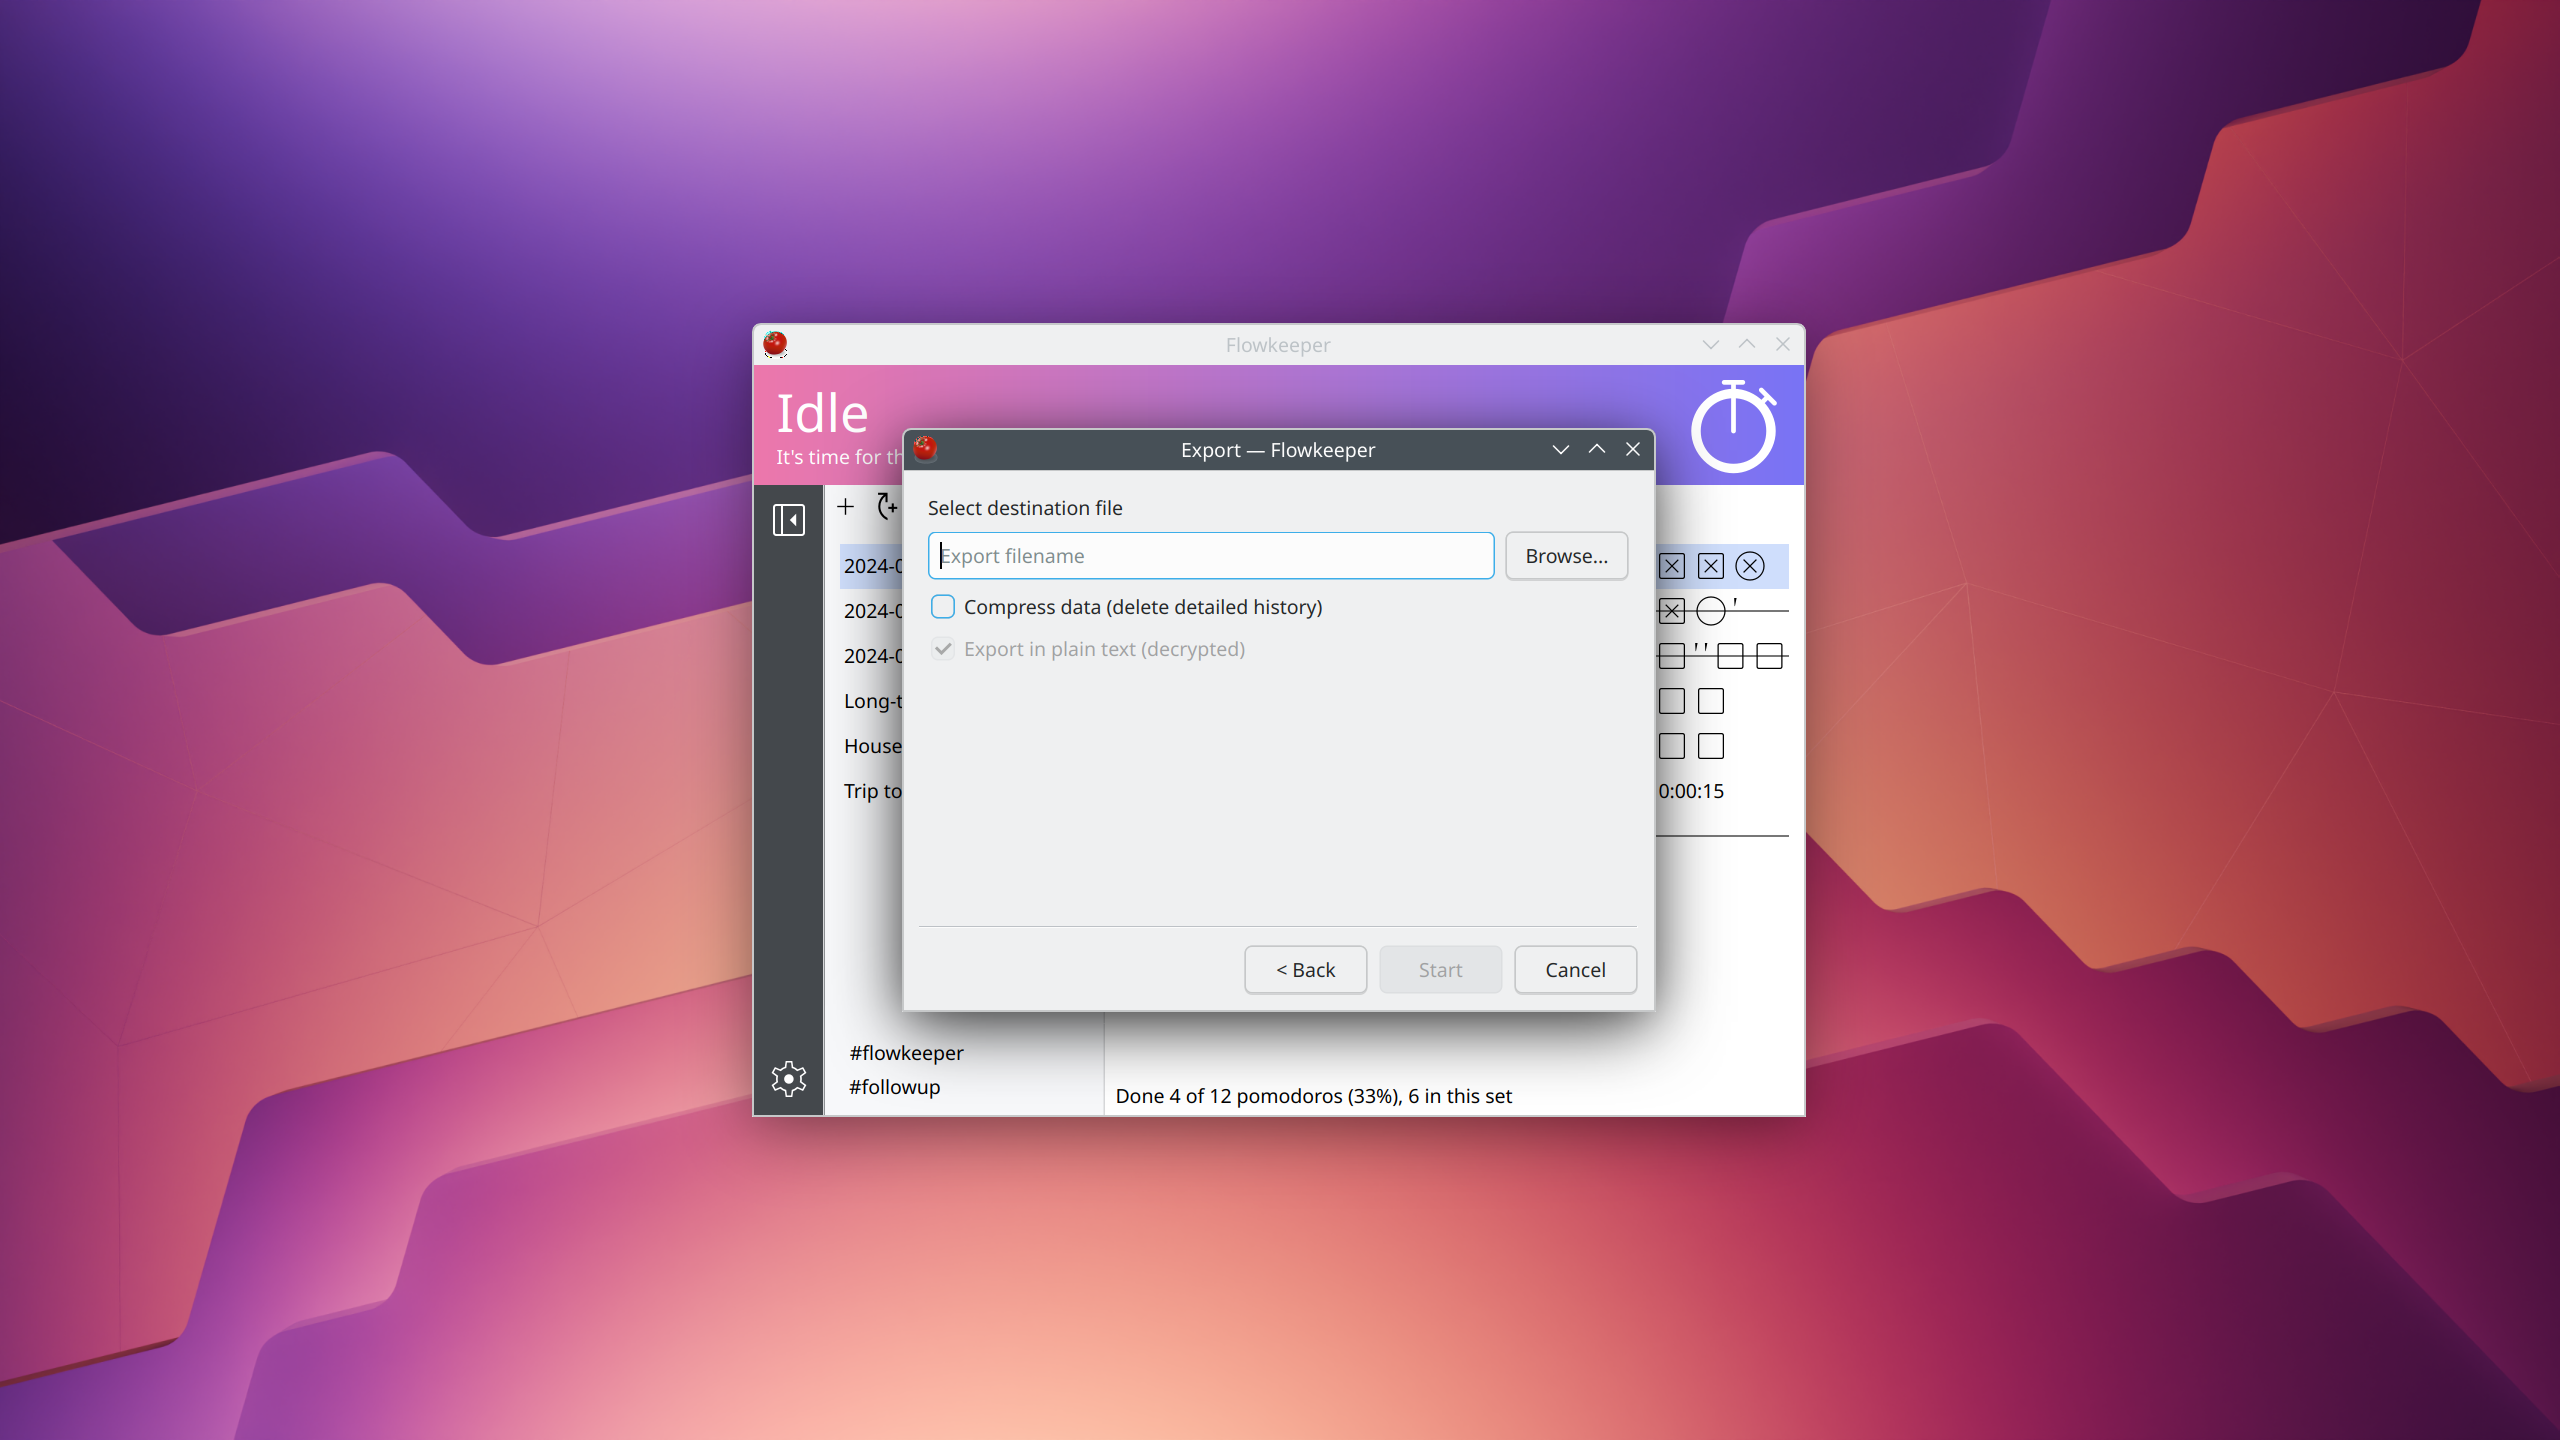 Flowkeeper
Idle
It's time for th
Export — Flowkeeper
Select destination file
Export filename
Browse...
Compress data (delete detailed history)
Export in plain text (decrypted)
2024-0
2024-0
2024-0
Long-t
House
Trip to
0:00:15
< Back
Start
Cancel
#flowkeeper
#followup
Done 4 of 12 pomodoros (33%), 6 in this set